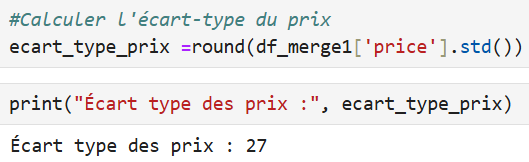 #Calculer l'écart-type du prix
ecart_type_prix =round(df_merge1['price'].std())
print("Écart type des prix :", ecart_type_prix)
Écart type des prix : 27